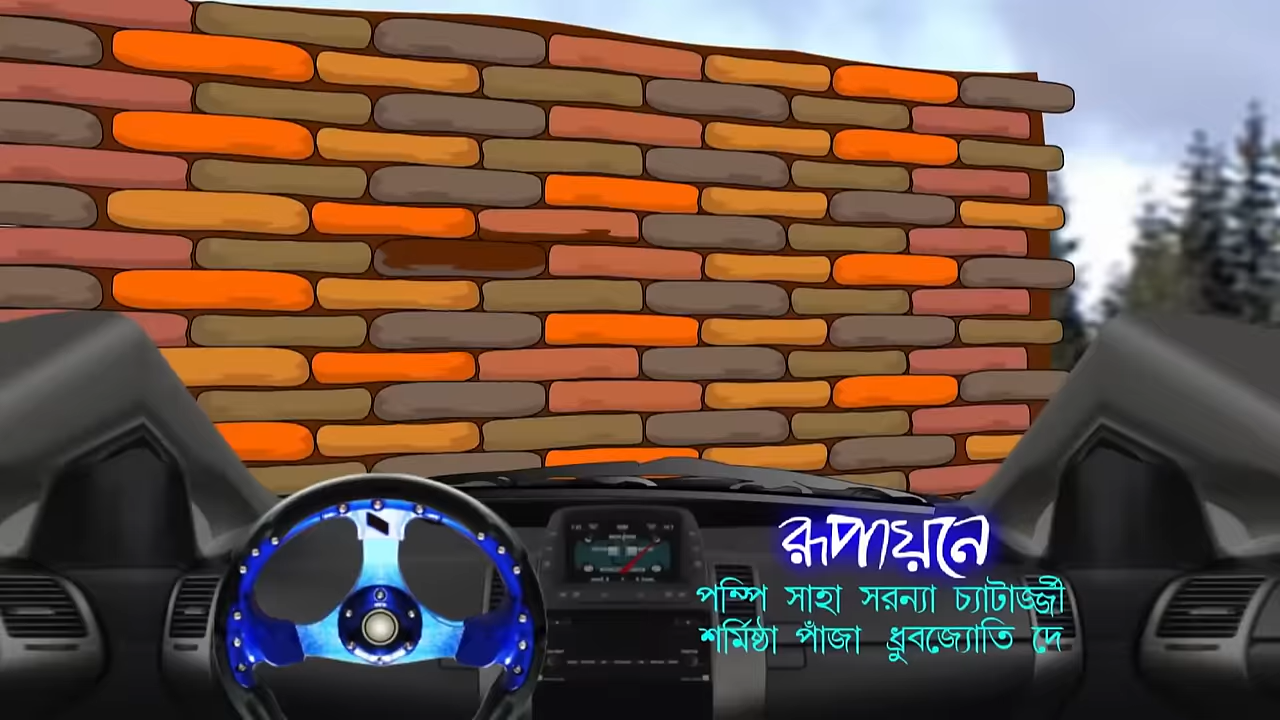 রূপায়নে
পম্পি সাহা সরন্যা চ্যাটার্জ্জী
শর্মিষ্ঠা পাঁজা ধ্রুবজ্যোতি দে